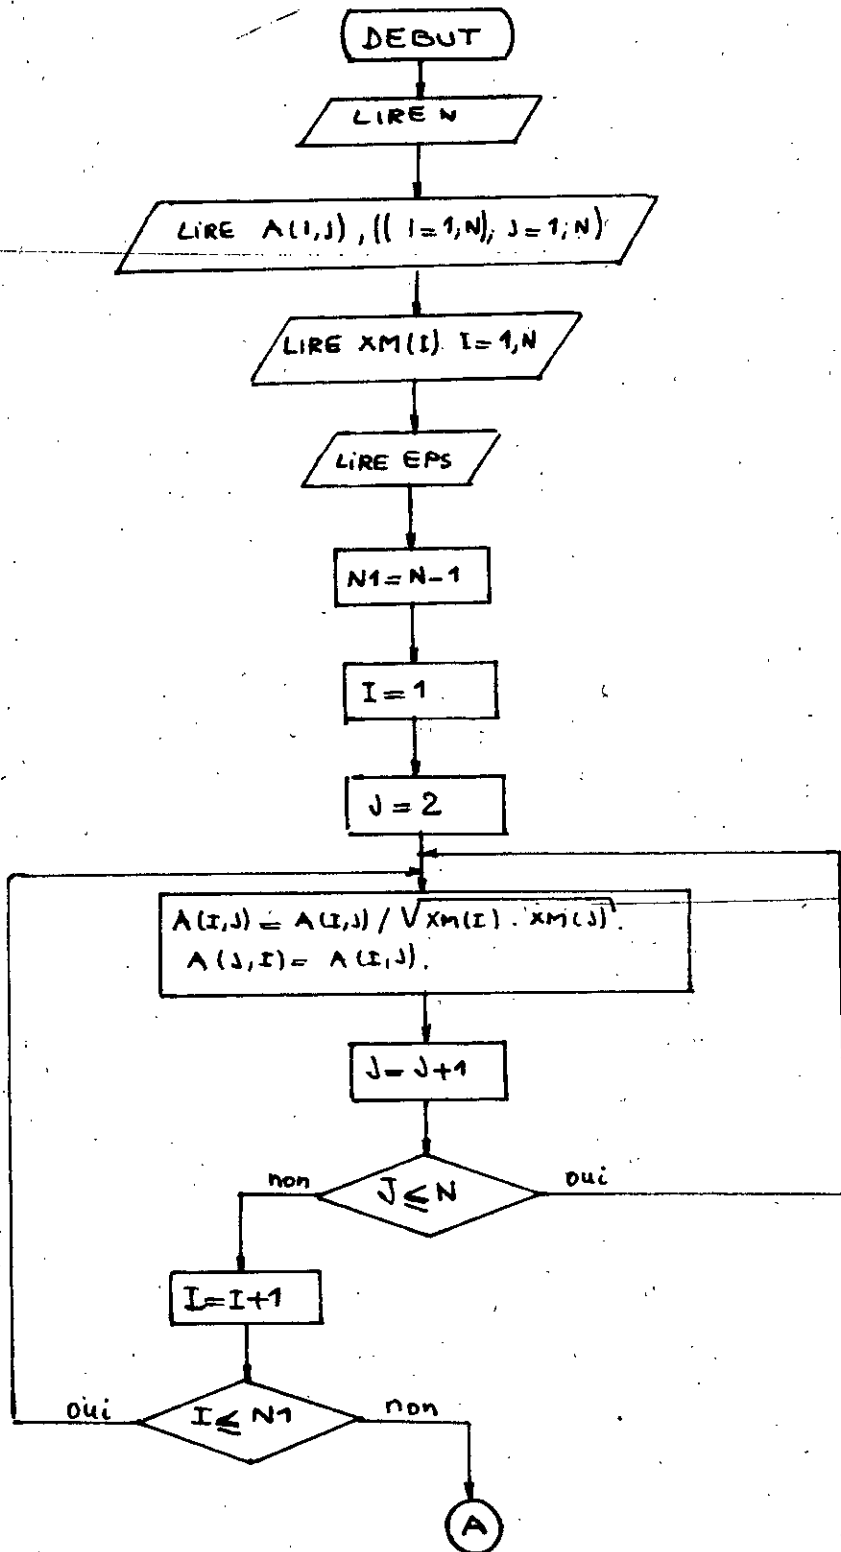 DEBUT
LIRE N
LIRE A(I,J), ((I=1,N), J=1,N)
LIRE XM(I) I=1,N
LIRE EPS
N1=N-1
I=1
J=2
A(I,J) = A(I,J) / √XM(I) . XM(J) .
A(J,I)= A(I,J).
J=J+1
non
J≤N
oui
I=I+1
oui
I≤N1
non
A